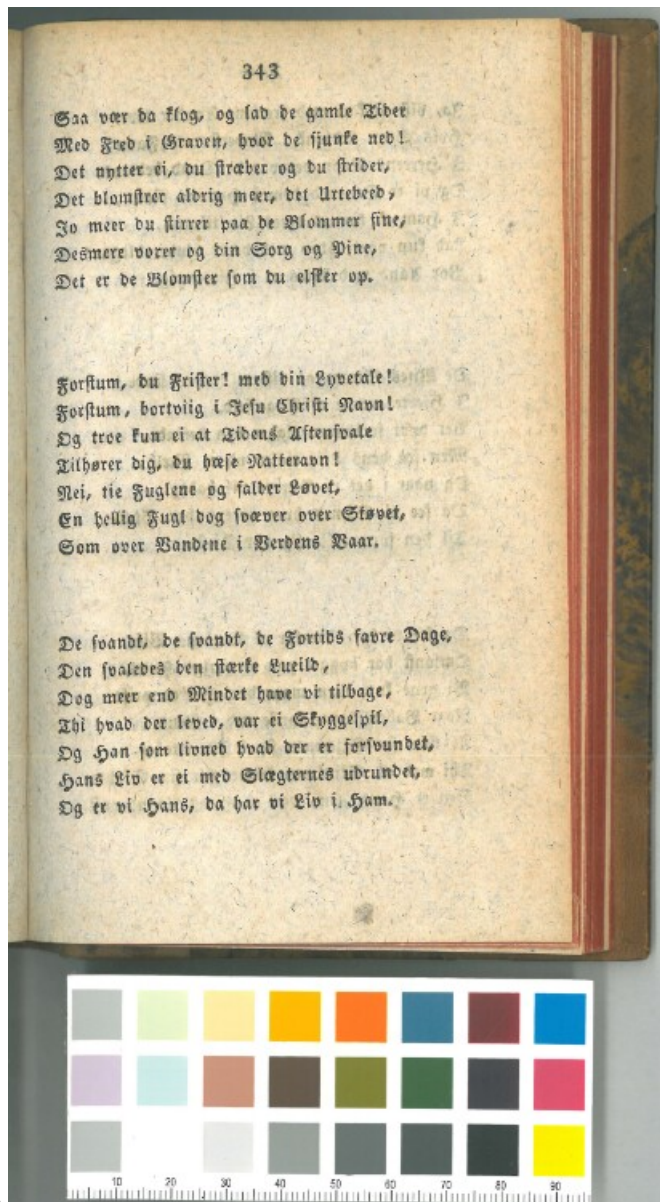 343
Saa vær da klog, og lad de gamle Tider
Med Fred i Graven, hvor de sjunke ned!
Det nytter ei, du stræber og du strider,
Det blomstrer aldrig meer, det Urtebeed,
Jo meer du stirrer paa de Blommer fine,
Desmere voxer og din Sorg og Pine,
Det er de Blomster som du elsker op.
Forstum, du Frister! med din Lyvetale!
Forstum, bortviig i Jesu Christi Navn!
Og troe kun ei at Tidens Aftensvale
Tilhører dig, du hæse Natteravn!
Nei, tie Fuglene og falder Løvet,
En hellig Fugl dog svæver over Støvet,
Som over Vandene i Verdens Vaar.
De svandt, de svandt, de Fortids favre Dage,
Den svaledes den stærke Lueild,
Dog meer end Mindet have vi tilbage,
Thi hvad der leved, var ei Skyggespil,
Og Han som livned hvad der er forsvundet,
Hans Liv er ei med Slægternes udrundet,
Og er vi Hans, da har vi Liv i Ham.
10 20 30 40 50 60 70 80 90